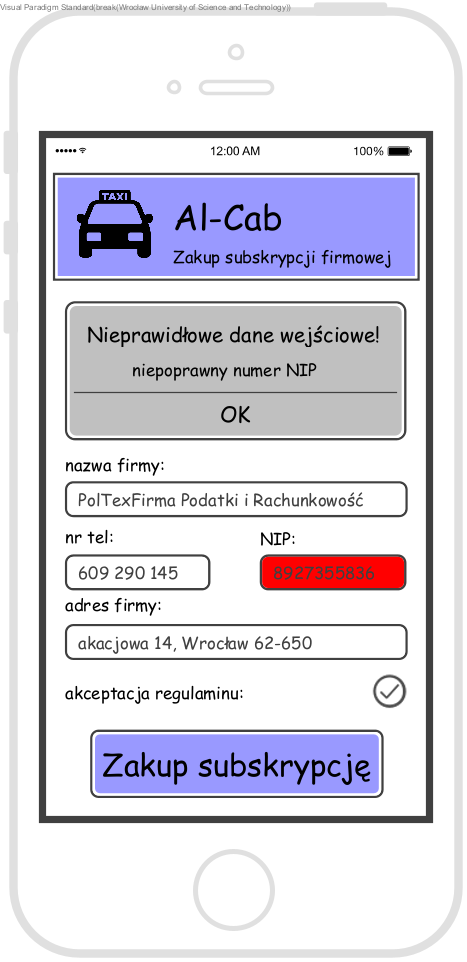 Visual Paradigm Standard(break(Wrocław University of Science and Technology))
12:00 AM 100%
TAXI
Al-Cab
Zakup subskrypcji firmowej
Nieprawidłowe dane wejściowe!
niepoprawny numer NIP
OK
nazwa firmy:
PolTexFirma Podatki i Rachunkowość
nr tel: NIP:
609 290 145 8927355836
adres firmy:
akacjowa 14, Wrocław 62-650
akceptacja regulaminu:
Zakup subskrypcję